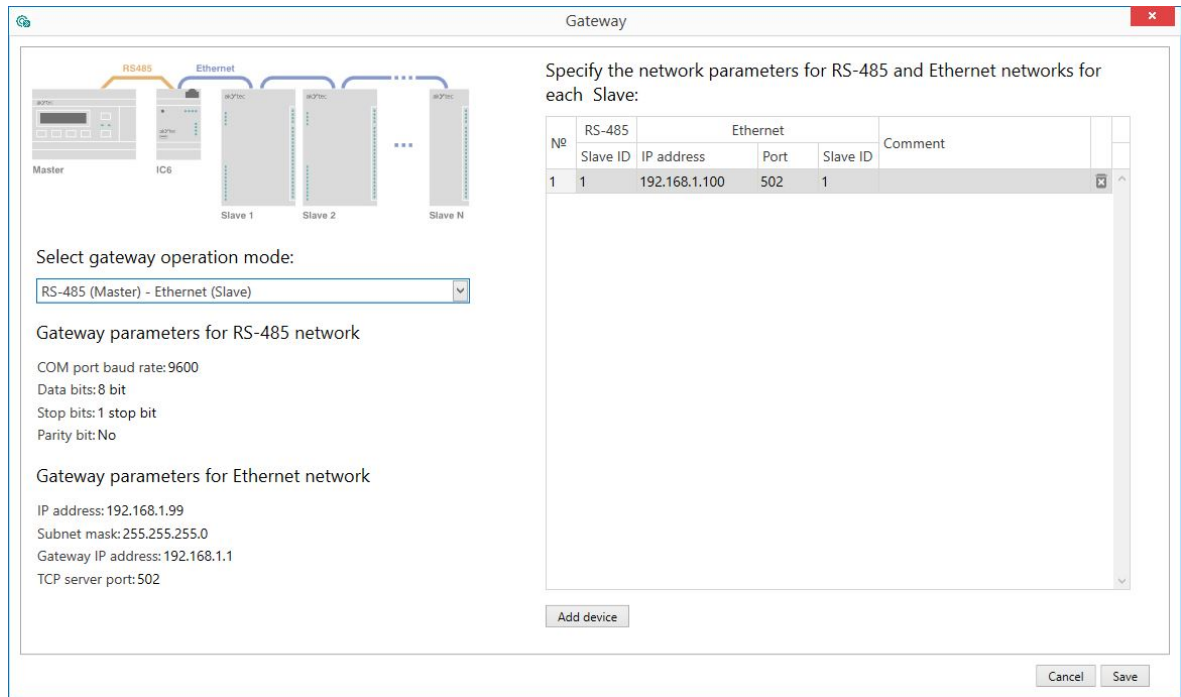 Gateway
RS485
Ethernet
Master
IC6
Slave 1
Slave 2
Slave N
Select gateway operation mode:
RS-485 (Master) - Ethernet (Slave)
Gateway parameters for RS-485 network
COM port baud rate: 9600
Data bits: 8 bit
Stop bits: 1 stop bit
Parity bit: No
Gateway parameters for Ethernet network
IP address: 192.168.1.99
Subnet mask: 255.255.255.0
Gateway IP address: 192.168.1.1
TCP server port: 502
Specify the network parameters for RS-485 and Ethernet networks for
each Slave:
Nº RS-485 Ethernet Comment
Slave ID IP address Port Slave ID
1 1 192.168.1.100 502 1
Add device
Cancel Save